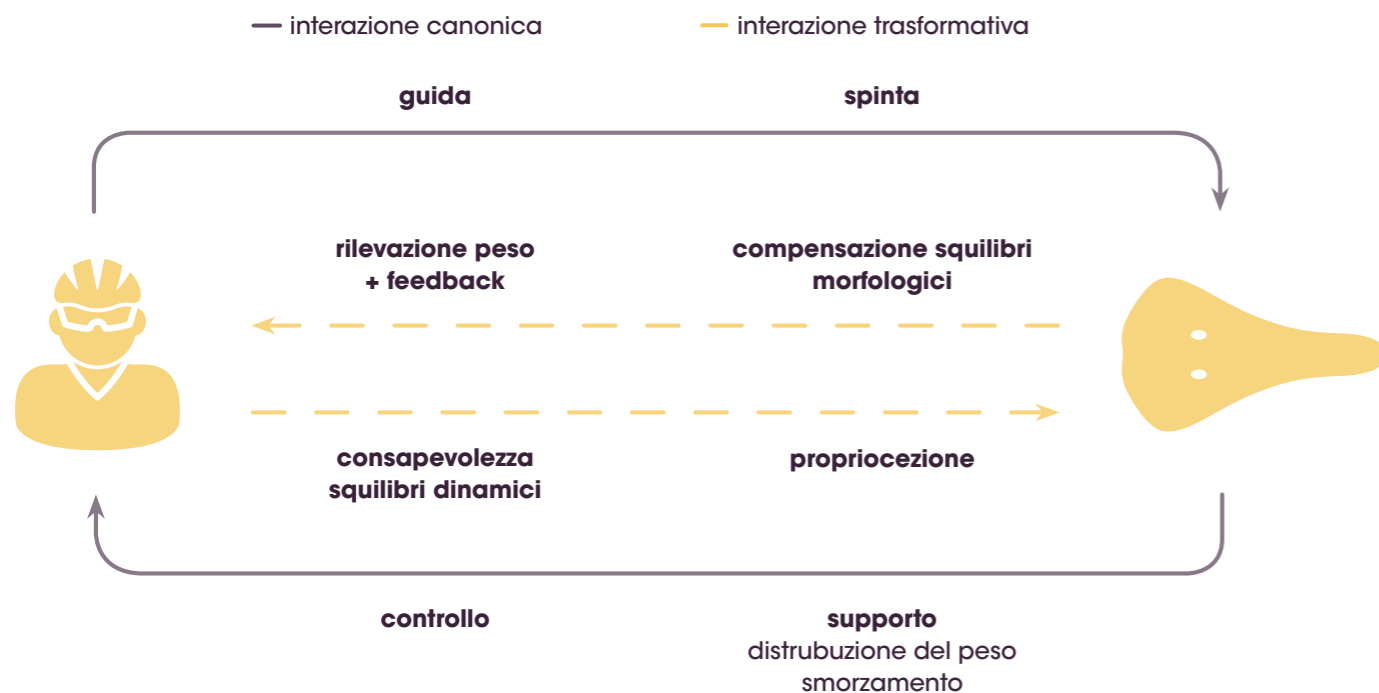 interazione canonica
interazione trasformativa
guida
spinta
rilevazione peso
+ feedback
compensazione squilibri
morfologici
consapevolezza
squilibri dinamici
propriocezione
controllo
supporto
distrubuzione del peso
smorzamento